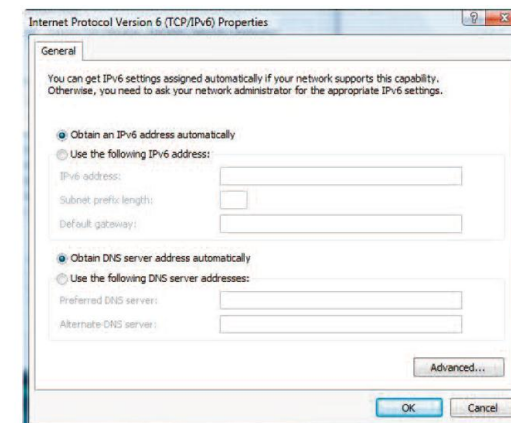 Internet Protocol Version 6 (TCP/IPv6) Properties
General
You can get IPv6 settings assigned automatically if your network supports this capability.
Otherwise, you need to ask your network administrator for the appropriate IPv6 settings.
Obtain an IPv6 address automatically
Use the following IPv6 address:
IPv6 address:
Subnet prefix length:
Default gateway:
Obtain DNS server address automatically
Use the following DNS server addresses:
Preferred DNS server:
Alternate DNS server:
Advanced...
OK Cancel